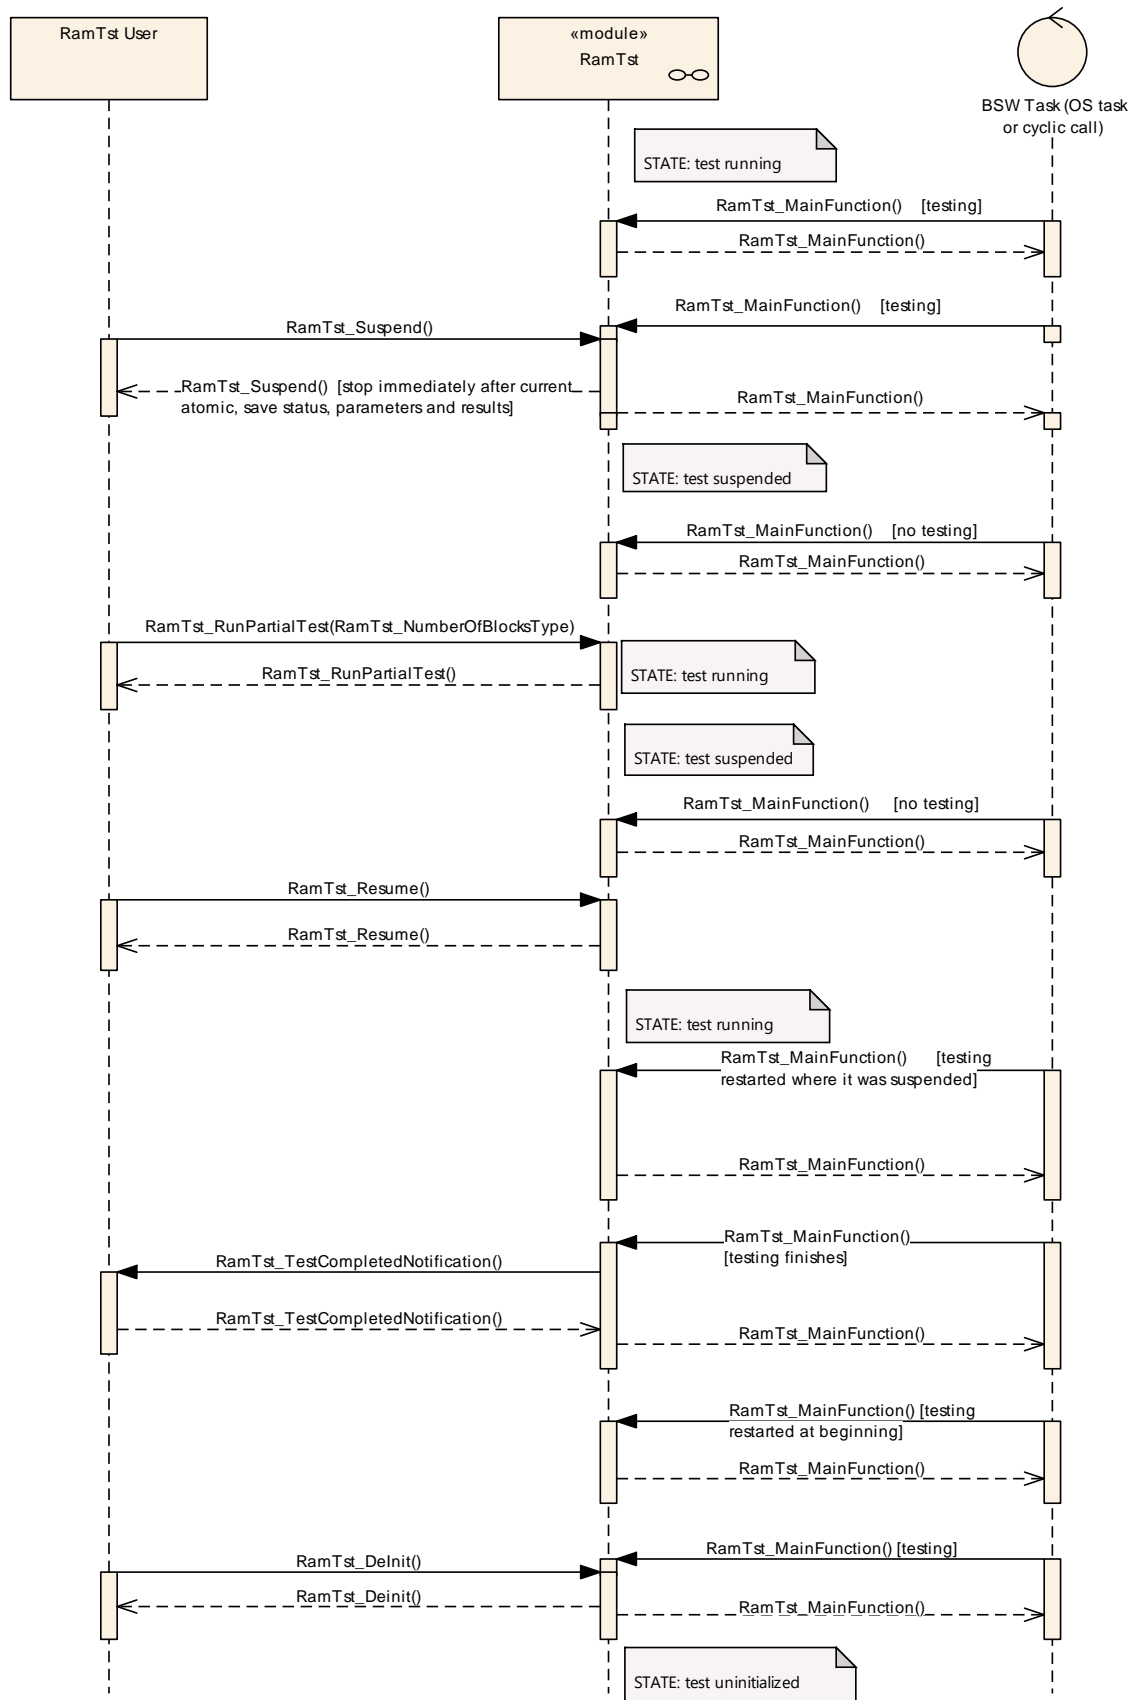 RamTst User
«module»
RamTst
BSW Task (OS task
or cyclic call)
STATE: test running
RamTst_MainFunction() [testing]
RamTst_MainFunction()
RamTst_MainFunction() [testing]
RamTst_Suspend()
RamTst_Suspend() [stop immediately after current
atomic, save status, parameters and results]
RamTst_MainFunction()
STATE: test suspended
RamTst_MainFunction() [no testing]
RamTst_MainFunction()
RamTst_RunPartialTest(RamTst_NumberOfBlocksType)
RamTst_RunPartialTest()
STATE: test running
STATE: test suspended
RamTst_MainFunction() [no testing]
RamTst_MainFunction()
RamTst_Resume()
RamTst_Resume()
STATE: test running
RamTst_MainFunction() [testing
restarted where it was suspended]
RamTst_MainFunction()
RamTst_MainFunction()
[testing finishes]
RamTst_TestCompletedNotification()
RamTst_TestCompletedNotification()
RamTst_MainFunction()
RamTst_MainFunction() [testing
restarted at beginning]
RamTst_MainFunction()
RamTst_MainFunction() [testing]
RamTst_DeInit()
RamTst_Deinit()
RamTst_MainFunction()
STATE: test uninitialized